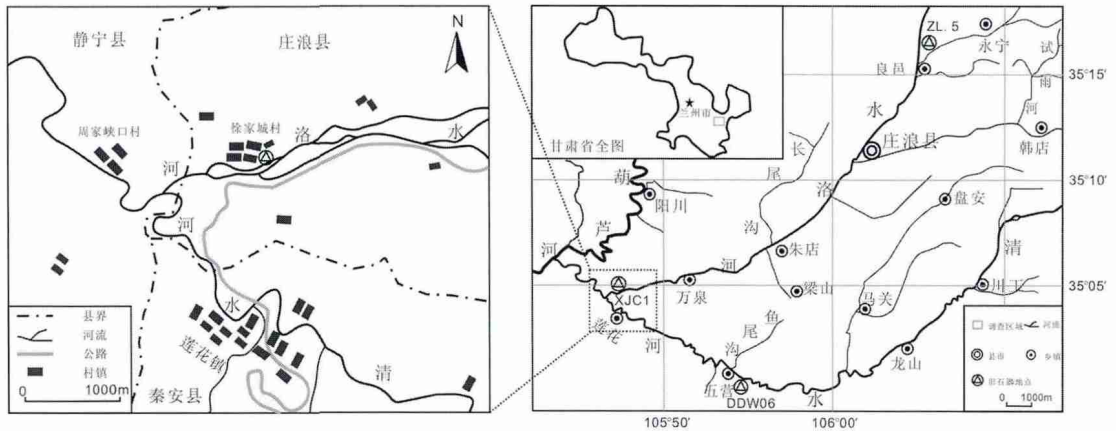 静宁县
庄浪县
N
周家峡口村
徐家城村
洛
水
河
河
水
莲花镇
清
秦安县
县界
河流
公路
村镇
0 1000m
甘肃省全图
兰州市
ZL. 5
永宁
试
良邑
雨
河
韩店
35°15′
水
庄浪县
长
尾
沟
洛
35°10′
葫
芦
河
阳川
盘安
清
朱店
河
万泉
梁山
马关
川王
35°05′
XJC1
莲花
河
鱼
尾
沟
龙山
五营
DDW06
水
调查区域
河流
县市
乡镇
旧石器地点
0 1000m
105°50′
106°00′